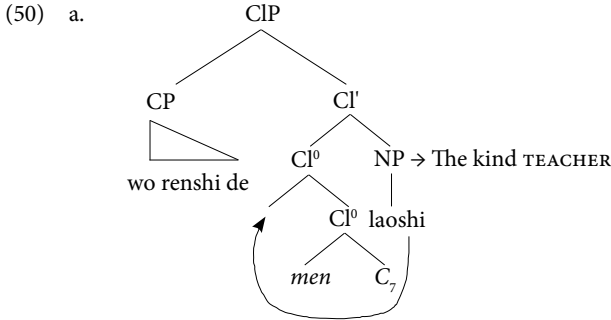 (50) a. ClP
CP Cl'
Cl⁰ NP → The kind TEACHER
wo renshi de
Cl⁰ laoshi
men C₇